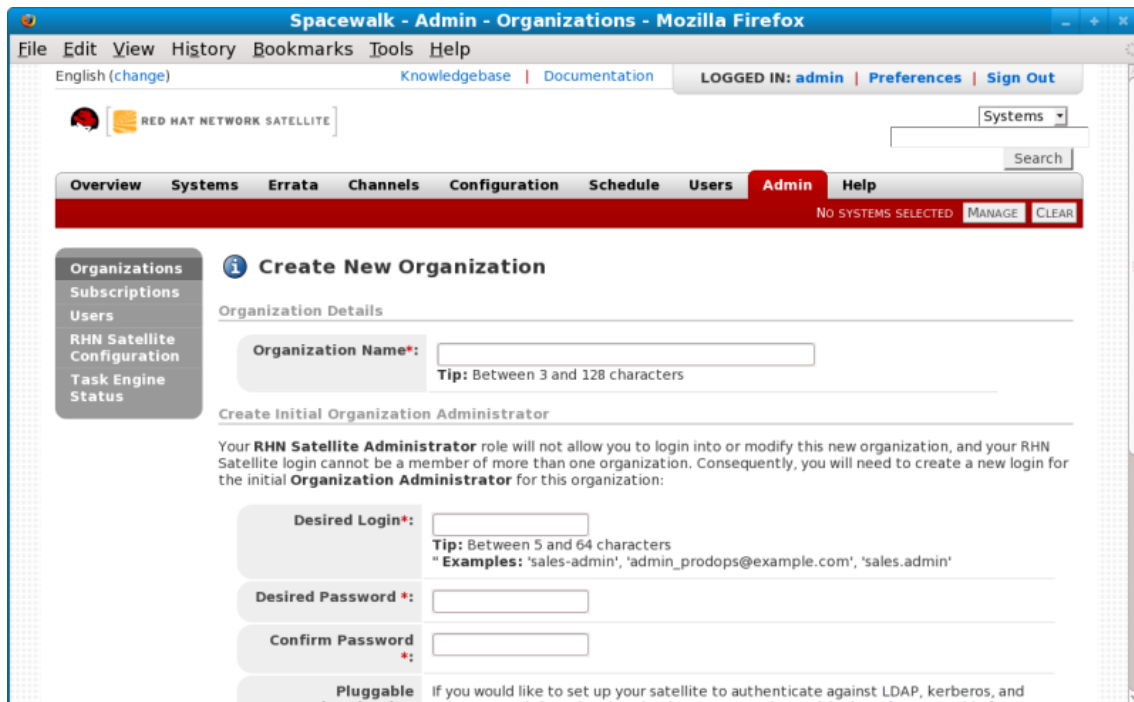 Spacewalk - Admin - Organizations - Mozilla Firefox
File Edit View History Bookmarks Tools Help
English (change)
Knowledgebase | Documentation
LOGGED IN: admin | Preferences | Sign Out
RED HAT NETWORK SATELLITE
Systems
Search
Overview Systems Errata Channels Configuration Schedule Users Admin Help
NO SYSTEMS SELECTED MANAGE CLEAR
Organizations
Subscriptions
Users
RHN Satellite
Configuration
Task Engine
Status
Create New Organization
Organization Details
Organization Name*:
Tip: Between 3 and 128 characters
Create Initial Organization Administrator
Your RHN Satellite Administrator role will not allow you to login into or modify this new organization, and your RHN
Satellite login cannot be a member of more than one organization. Consequently, you will need to create a new login for
the initial Organization Administrator for this organization:
Desired Login*:
Tip: Between 5 and 64 characters
" Examples: 'sales-admin', 'admin_prodops@example.com', 'sales.admin'
Desired Password *:
Confirm Password
*:
Pluggable
If you would like to set up your satellite to authenticate against LDAP, kerberos, and